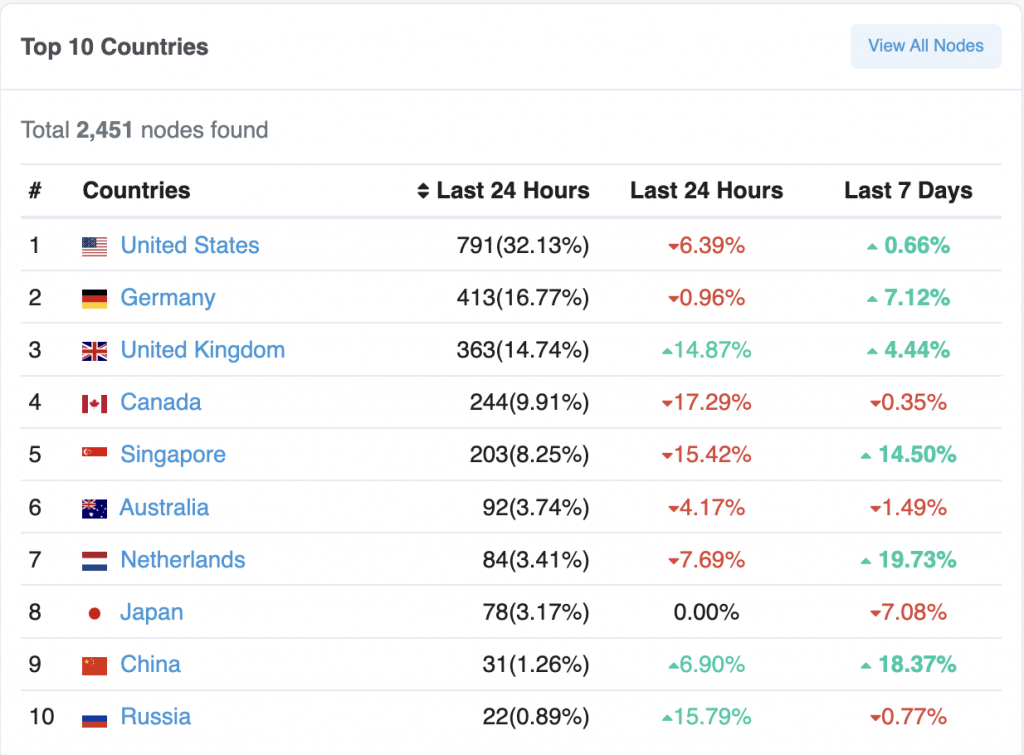 Top 10 Countries View All Nodes
Total 2,451 nodes found
# Countries Last 24 Hours Last 24 Hours Last 7 Days
1 United States 791(32.13%) 6.39% 0.66%
2 Germany 413(16.77%) 0.96% 7.12%
3 United Kingdom 363(14.74%) 14.87% 4.44%
4 Canada 244(9.91%) 17.29% 0.35%
5 Singapore 203(8.25%) 15.42% 14.50%
6 Australia 92(3.74%) 4.17% 1.49%
7 Netherlands 84(3.41%) 7.69% 19.73%
8 Japan 78(3.17%) 0.00% 7.08%
9 China 31(1.26%) 6.90% 18.37%
10 Russia 22(0.89%) 15.79% 0.77%